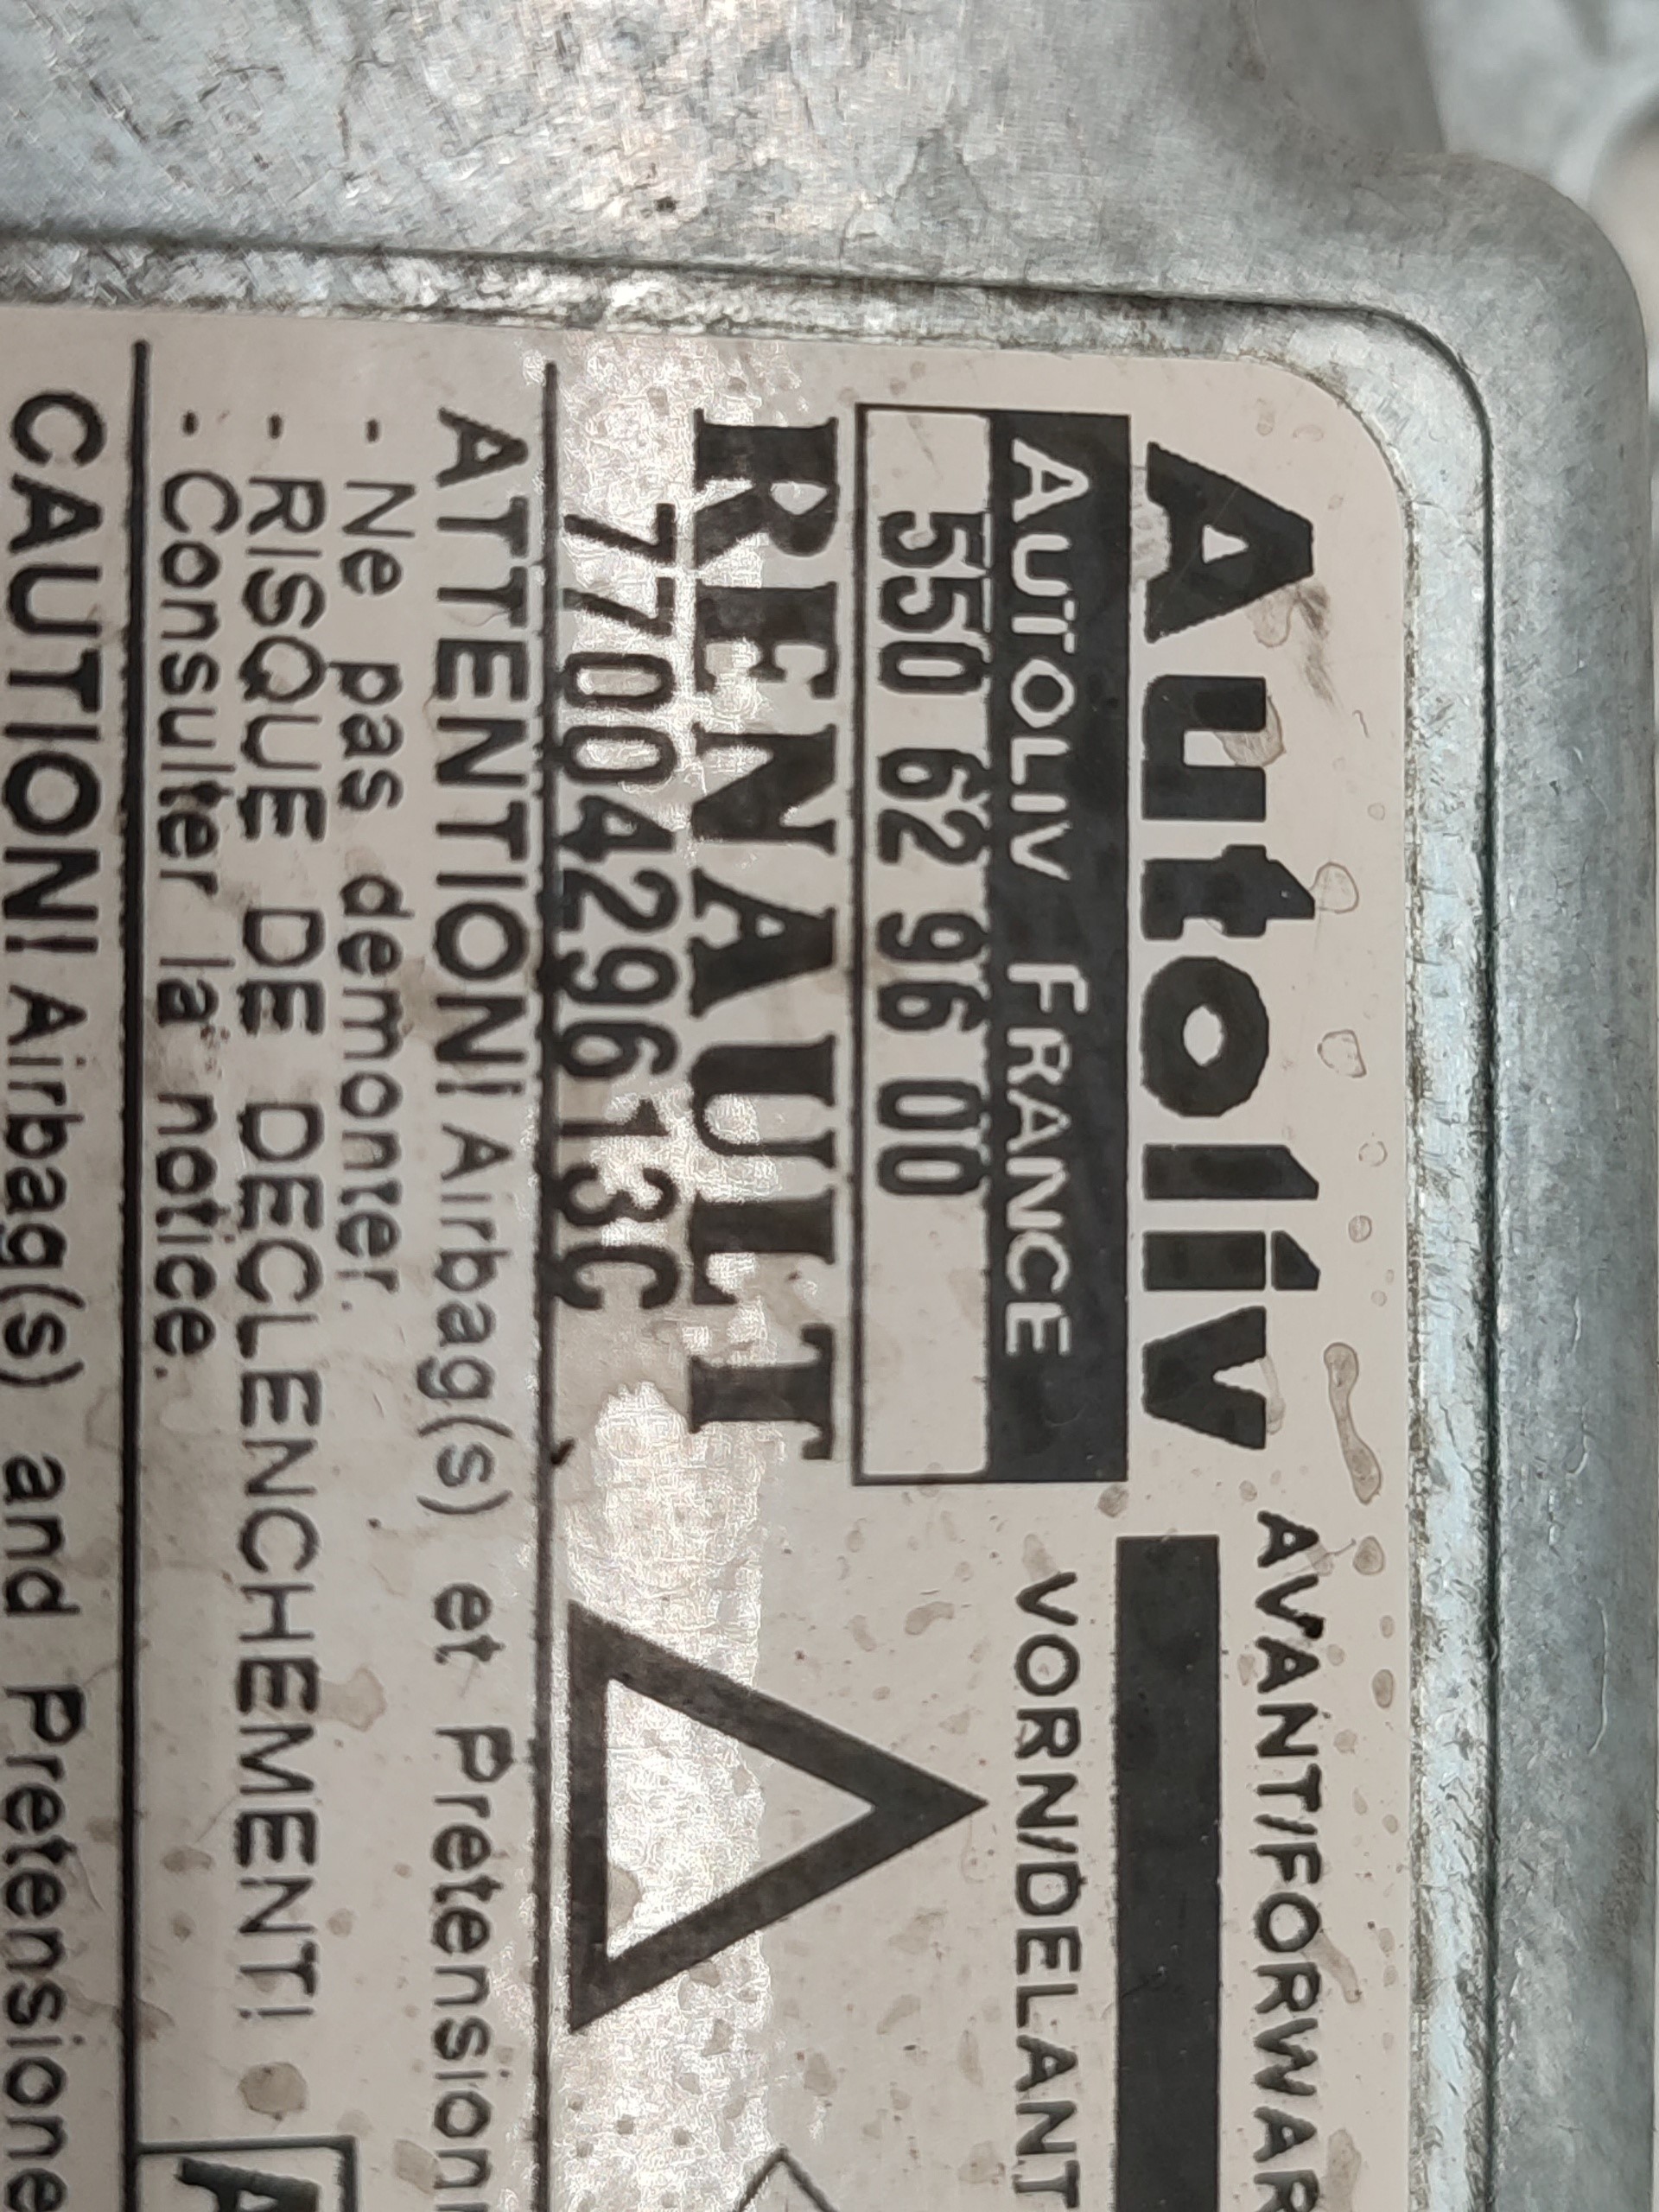 Autoliv
AVANT/FORWAR
AUTOLIV FRANCE
550 62 96 00
VORN/DELANT
RENAULT
7700429613C
ATTENTION! Airbag(s) et Pretension
- Ne pas demonter.
- RISQUE DE DECLENCHEMENT!
- Consulter la notice.
A
CAUTION! Airbag(s) and Pretensione